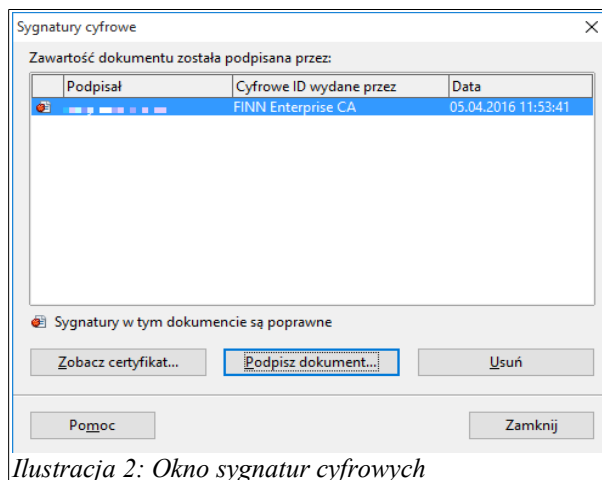 Sygnatury cyfrowe
Zawartość dokumentu została podpisana przez:
Podpisał Cyfrowe ID wydane przez Data
FINN Enterprise CA 05.04.2016 11:53:41
Sygnatury w tym dokumencie są poprawne
Zobacz certyfikat... Podpisz dokument... Usuń
Pomoc Zamknij
Ilustracja 2: Okno sygnatur cyfrowych